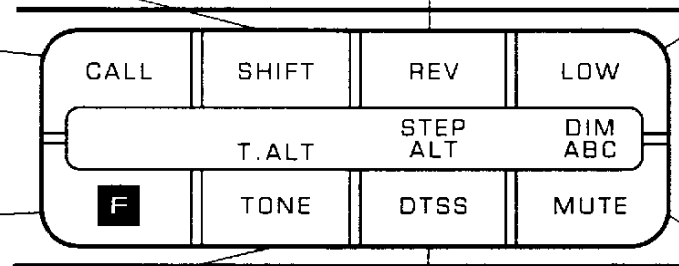 CALL SHIFT REV LOW
STEP DIM
T.ALT ALT ABC
F TONE DTSS MUTE